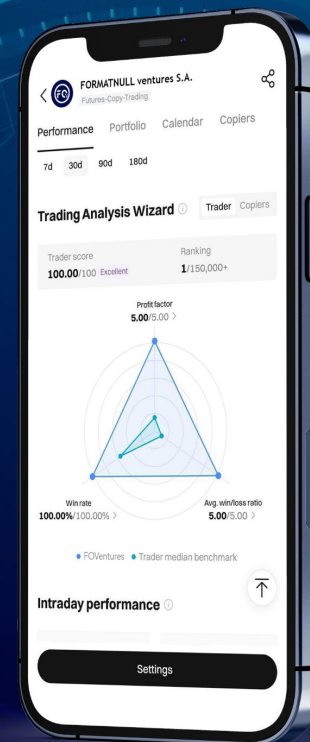 FO
FORMATNULL ventures S.A.
Futures-Copy-Trading
Performance Portfolio Calendar Copiers
7d 30d 90d 180d
Trading Analysis Wizard Trader Copiers
Trader score Ranking
100.00/100 Excellent 1/150,000+
Profit factor
5.00/5.00 >
Win rate Avg. win/loss ratio
100.00%/100.00% > 5.00/5.00 >
FOVentures Trader median benchmark
Intraday performance
Settings